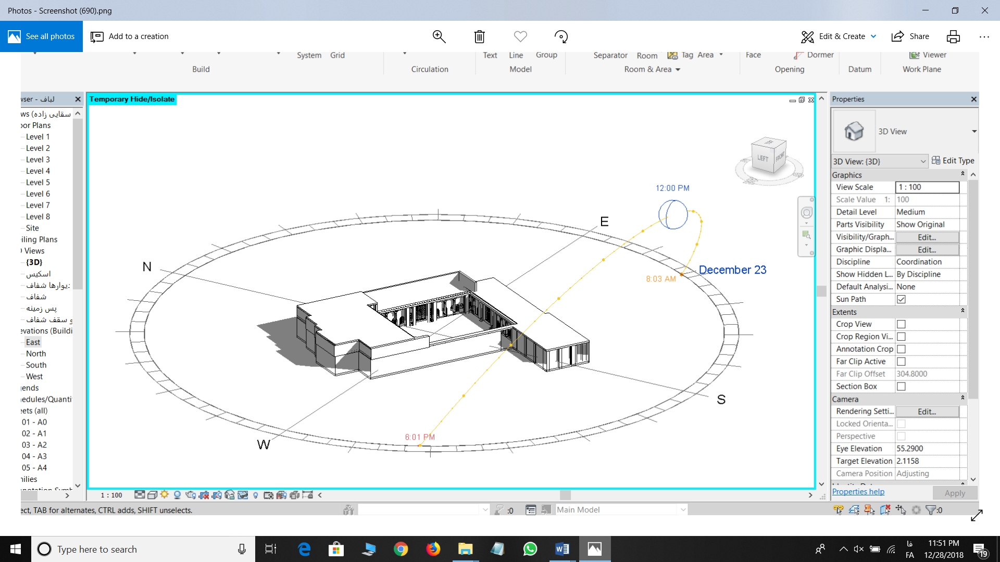 Photos - Screenshot (690).png
See all photos
Add to a creation
Edit & Create
Share
System Grid
Text Line Group
Separator Room Tag Area
Face Dormer
Viewer
Build
Circulation
Model
Room & Area
Opening
Datum
Work Plane
wser - لباف
Temporary Hide/Isolate
Properties
ws (سقایی زاده
oor Plans
Level 1
Level 2
Level 3
Level 4
Level 5
Level 6
Level 7
Level 8
Site
eiling Plans
Views
{3D}
اسکیس
دیوارها شفاف
شفاف
پس زمینه
و سقف شفاف
evations (Buildi
East
North
South
West
gends
nedules/Quanti
eets (all)
01 - A0
02 - A1
03 - A2
04 - A3
05 - A4
milies
LEFT
FRONT
12:00 PM
E
N
December 23
8:03 AM
S
6:01 PM
W
3D View
3D View: {3D}
Edit Type
Graphics
View Scale 1 : 100
Scale Value 1: 100
Detail Level Medium
Parts Visibility Show Original
Visibility/Graph... Edit...
Graphic Displa... Edit...
Discipline Coordination
Show Hidden L... By Discipline
Default Analysi... None
Sun Path
Extents
Crop View
Crop Region Vi...
Annotation Crop
Far Clip Active
Far Clip Offset 304.8000
Section Box
Camera
Rendering Setti... Edit...
Locked Orienta...
Perspective
Eye Elevation 55.2900
Target Elevation 2.1158
Camera Position Adjusting
Properties help
Apply
1 : 100
ect, TAB for alternates, CTRL adds, SHIFT unselects.
:0
Main Model
:0
Type here to search
فا
FA
11:51 PM
12/28/2018
19